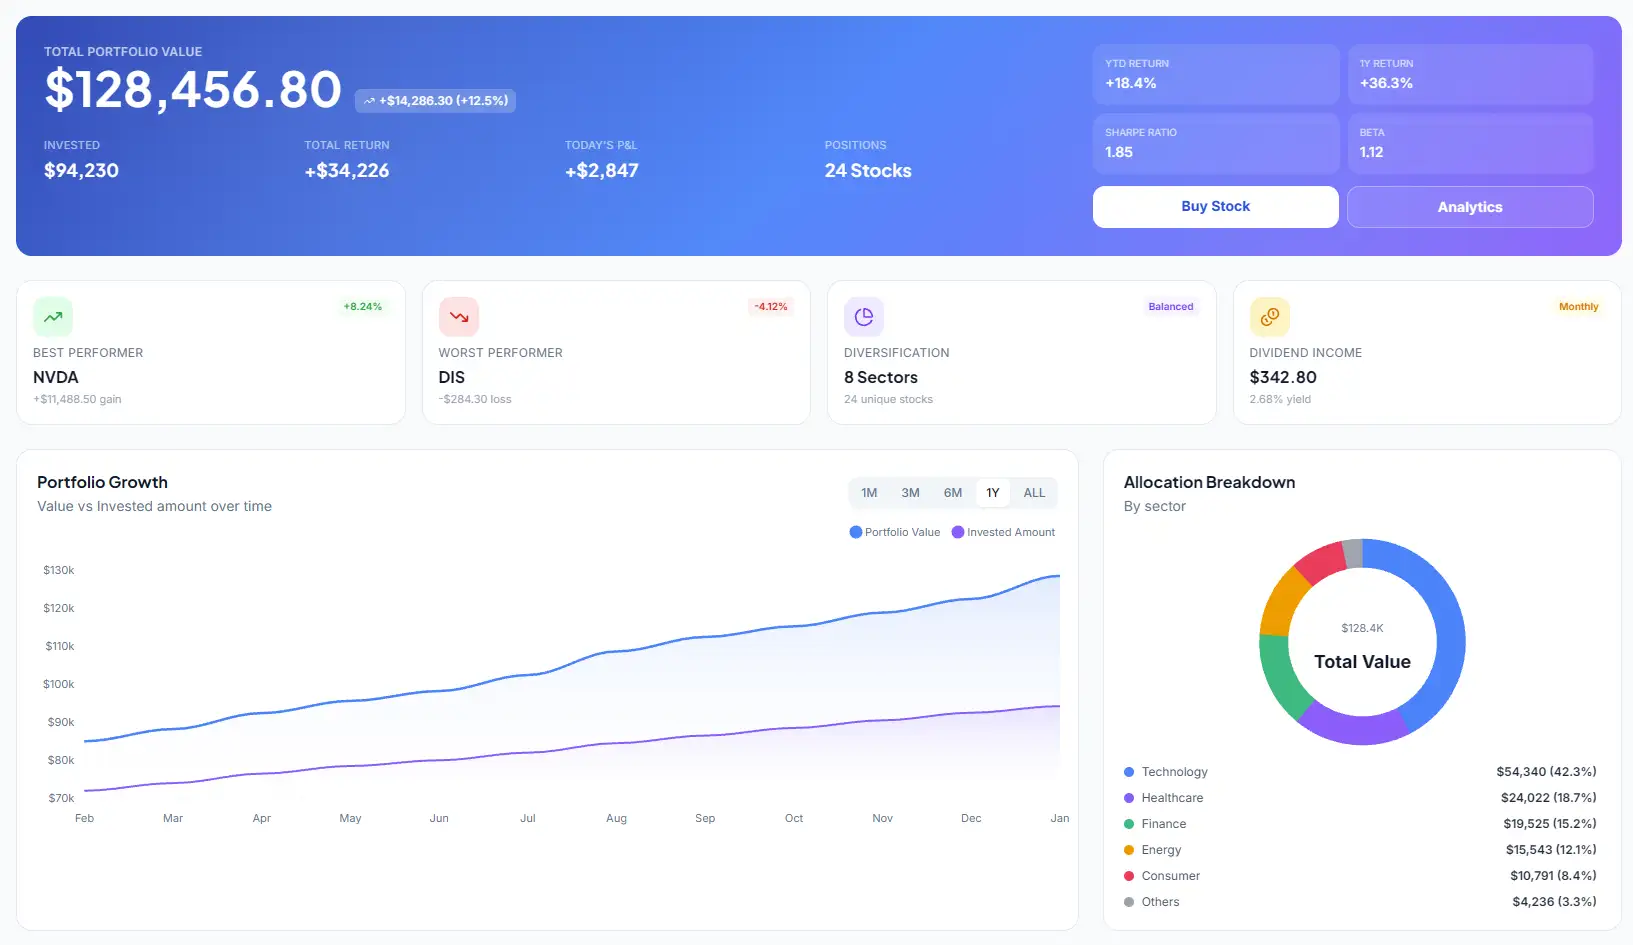 TOTAL PORTFOLIO VALUE
$128,456.80
+$14,286.30 (+12.5%)
INVESTED
$94,230
TOTAL RETURN
+$34,226
TODAY'S P&L
+$2,847
POSITIONS
24 Stocks
YTD RETURN
+18.4%
1Y RETURN
+36.3%
SHARPE RATIO
1.85
BETA
1.12
Buy Stock
Analytics
+8.24%
BEST PERFORMER
NVDA
+$11,488.50 gain
-4.12%
WORST PERFORMER
DIS
-$284.30 loss
Balanced
DIVERSIFICATION
8 Sectors
24 unique stocks
Monthly
DIVIDEND INCOME
$342.80
2.68% yield
Portfolio Growth
Value vs Invested amount over time
1M 3M 6M 1Y ALL
Portfolio Value Invested Amount
$130k
$120k
$110k
$100k
$90k
$80k
$70k
Feb Mar Apr May Jun Jul Aug Sep Oct Nov Dec Jan
Allocation Breakdown
By sector
$128.4K
Total Value
Technology $54,340 (42.3%)
Healthcare $24,022 (18.7%)
Finance $19,525 (15.2%)
Energy $15,543 (12.1%)
Consumer $10,791 (8.4%)
Others $4,236 (3.3%)